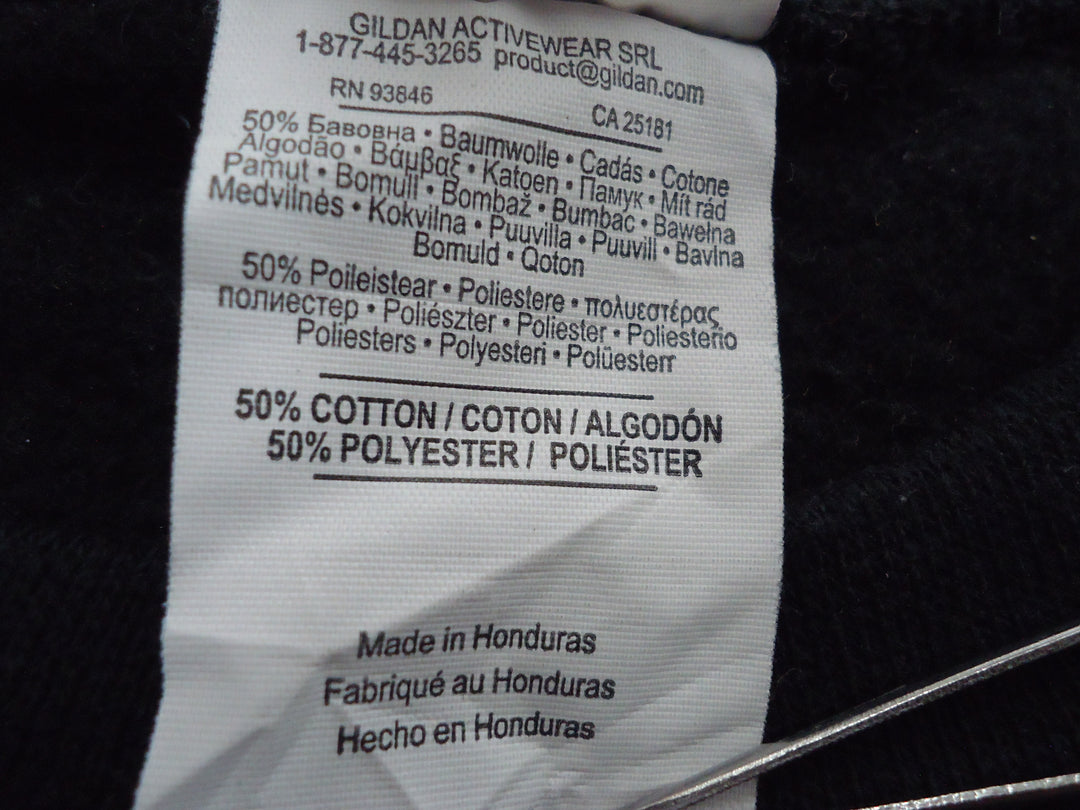 GILDAN ACTIVEWEAR SRL
1-877-445-3265 product@gildan.com
RN 93846 CA 25181
50% Бавовна • Baumwolle • Cadás • Cotone
Algodão • Βάμβαξ • Katoen • Памук • Mít rád
Pamut • Bomull • Bombaž • Bumbac • Bawełna
Medvilnės • Kokvilna • Puuvilla • Puuvill • Bavlna
Bomuld • Qoton
50% Poileistear • Poliestere • πολυεστέρας
полиестер • Poliészter • Poliester • Poliesterio
Poliesters • Polyesteri • Polüesterr
50% COTTON / COTON / ALGODÓN
50% POLYESTER / POLIÉSTER
Made in Honduras
Fabriqué au Honduras
Hecho en Honduras